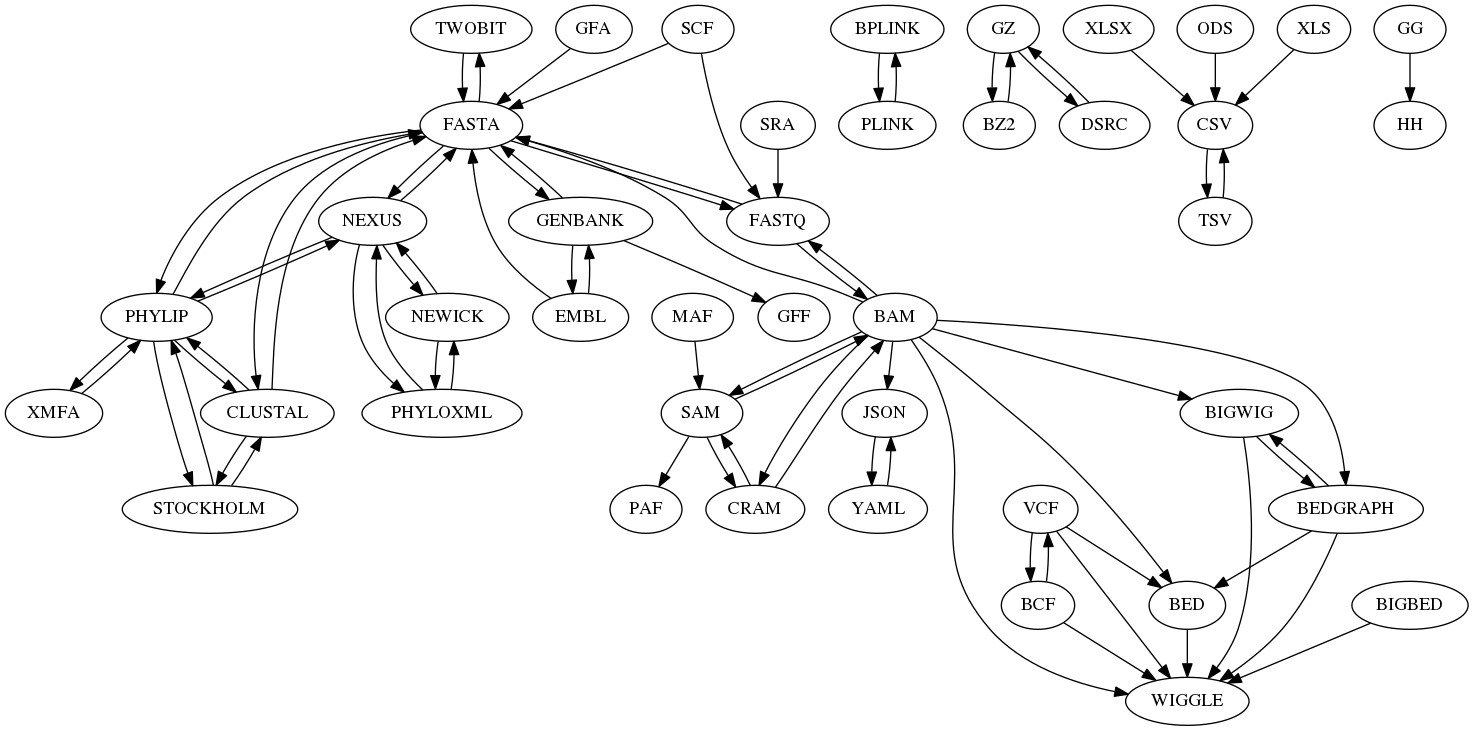 TWOBIT
GFA
SCF
BPLINK
GZ
XLSX
ODS
XLS
GG
FASTA
SRA
PLINK
BZ2
DSRC
CSV
HH
NEXUS
GENBANK
FASTQ
TSV
PHYLIP
NEWICK
EMBL
MAF
GFF
BAM
XMFA
CLUSTAL
PHYLOXML
SAM
JSON
BIGWIG
STOCKHOLM
PAF
CRAM
YAML
VCF
BEDGRAPH
BCF
BED
BIGBED
WIGGLE